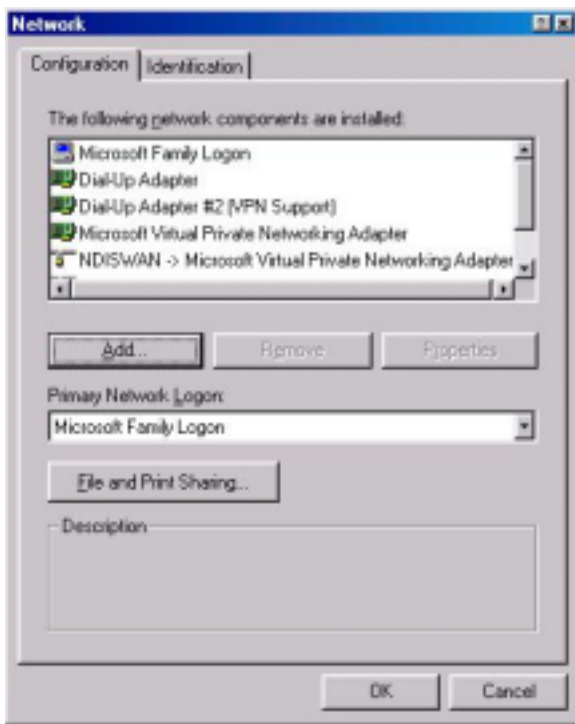 Network
Configuration
Identification
The following network components are installed:
Microsoft Family Logon
Dial-Up Adapter
Dial-Up Adapter #2 (VPN Support)
Microsoft Virtual Private Networking Adapter
NDISWAN -> Microsoft Virtual Private Networking Adapter
Add...
Remove
Properties
Primary Network Logon:
Microsoft Family Logon
File and Print Sharing...
Description
OK
Cancel